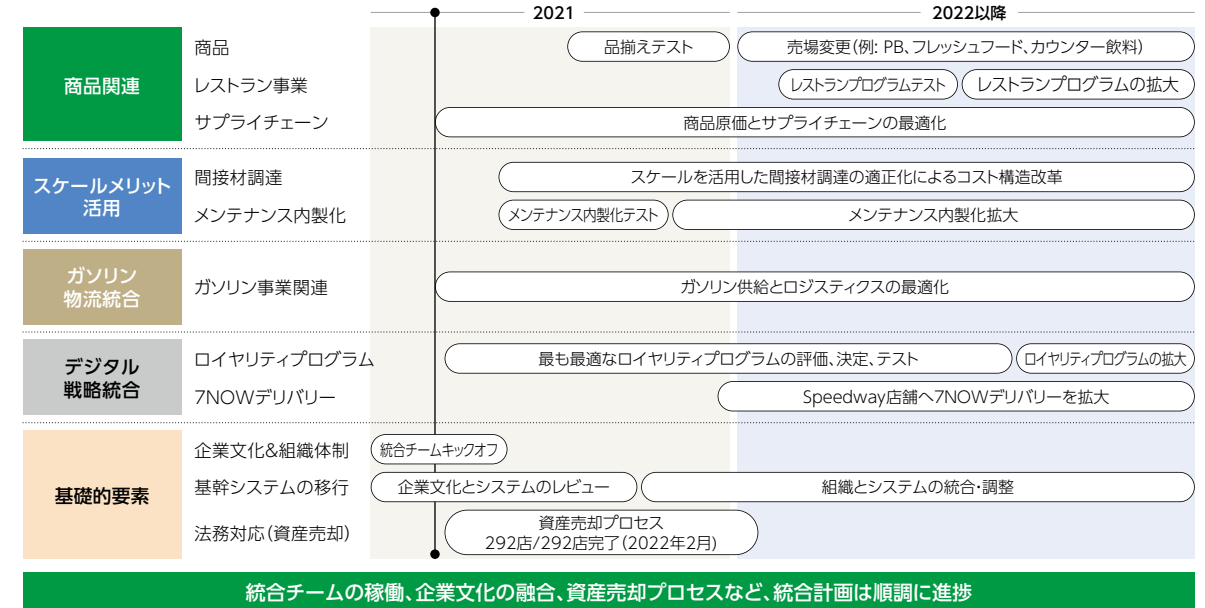 2021
2022以降
商品関連
商品
品揃えテスト
売場変更(例: PB、フレッシュフード、カウンター飲料)
レストラン事業
レストランプログラムテスト
レストランプログラムの拡大
サプライチェーン
商品原価とサプライチェーンの最適化
スケールメリット
活用
間接材調達
スケールを活用した間接材調達の適正化によるコスト構造改革
メンテナンス内製化
メンテナンス内製化テスト
メンテナンス内製化拡大
ガソリン
物流統合
ガソリン事業関連
ガソリン供給とロジスティクスの最適化
デジタル
戦略統合
ロイヤリティプログラム
最も最適なロイヤリティプログラムの評価、決定、テスト
ロイヤリティプログラムの拡大
7NOWデリバリー
Speedway店舗へ7NOWデリバリーを拡大
基礎的要素
企業文化&組織体制
統合チームキックオフ
基幹システムの移行
企業文化とシステムのレビュー
組織とシステムの統合・調整
法務対応(資産売却)
資産売却プロセス
292店/292店完了(2022年2月)
統合チームの稼働、企業文化の融合、資産売却プロセスなど、統合計画は順調に進捗